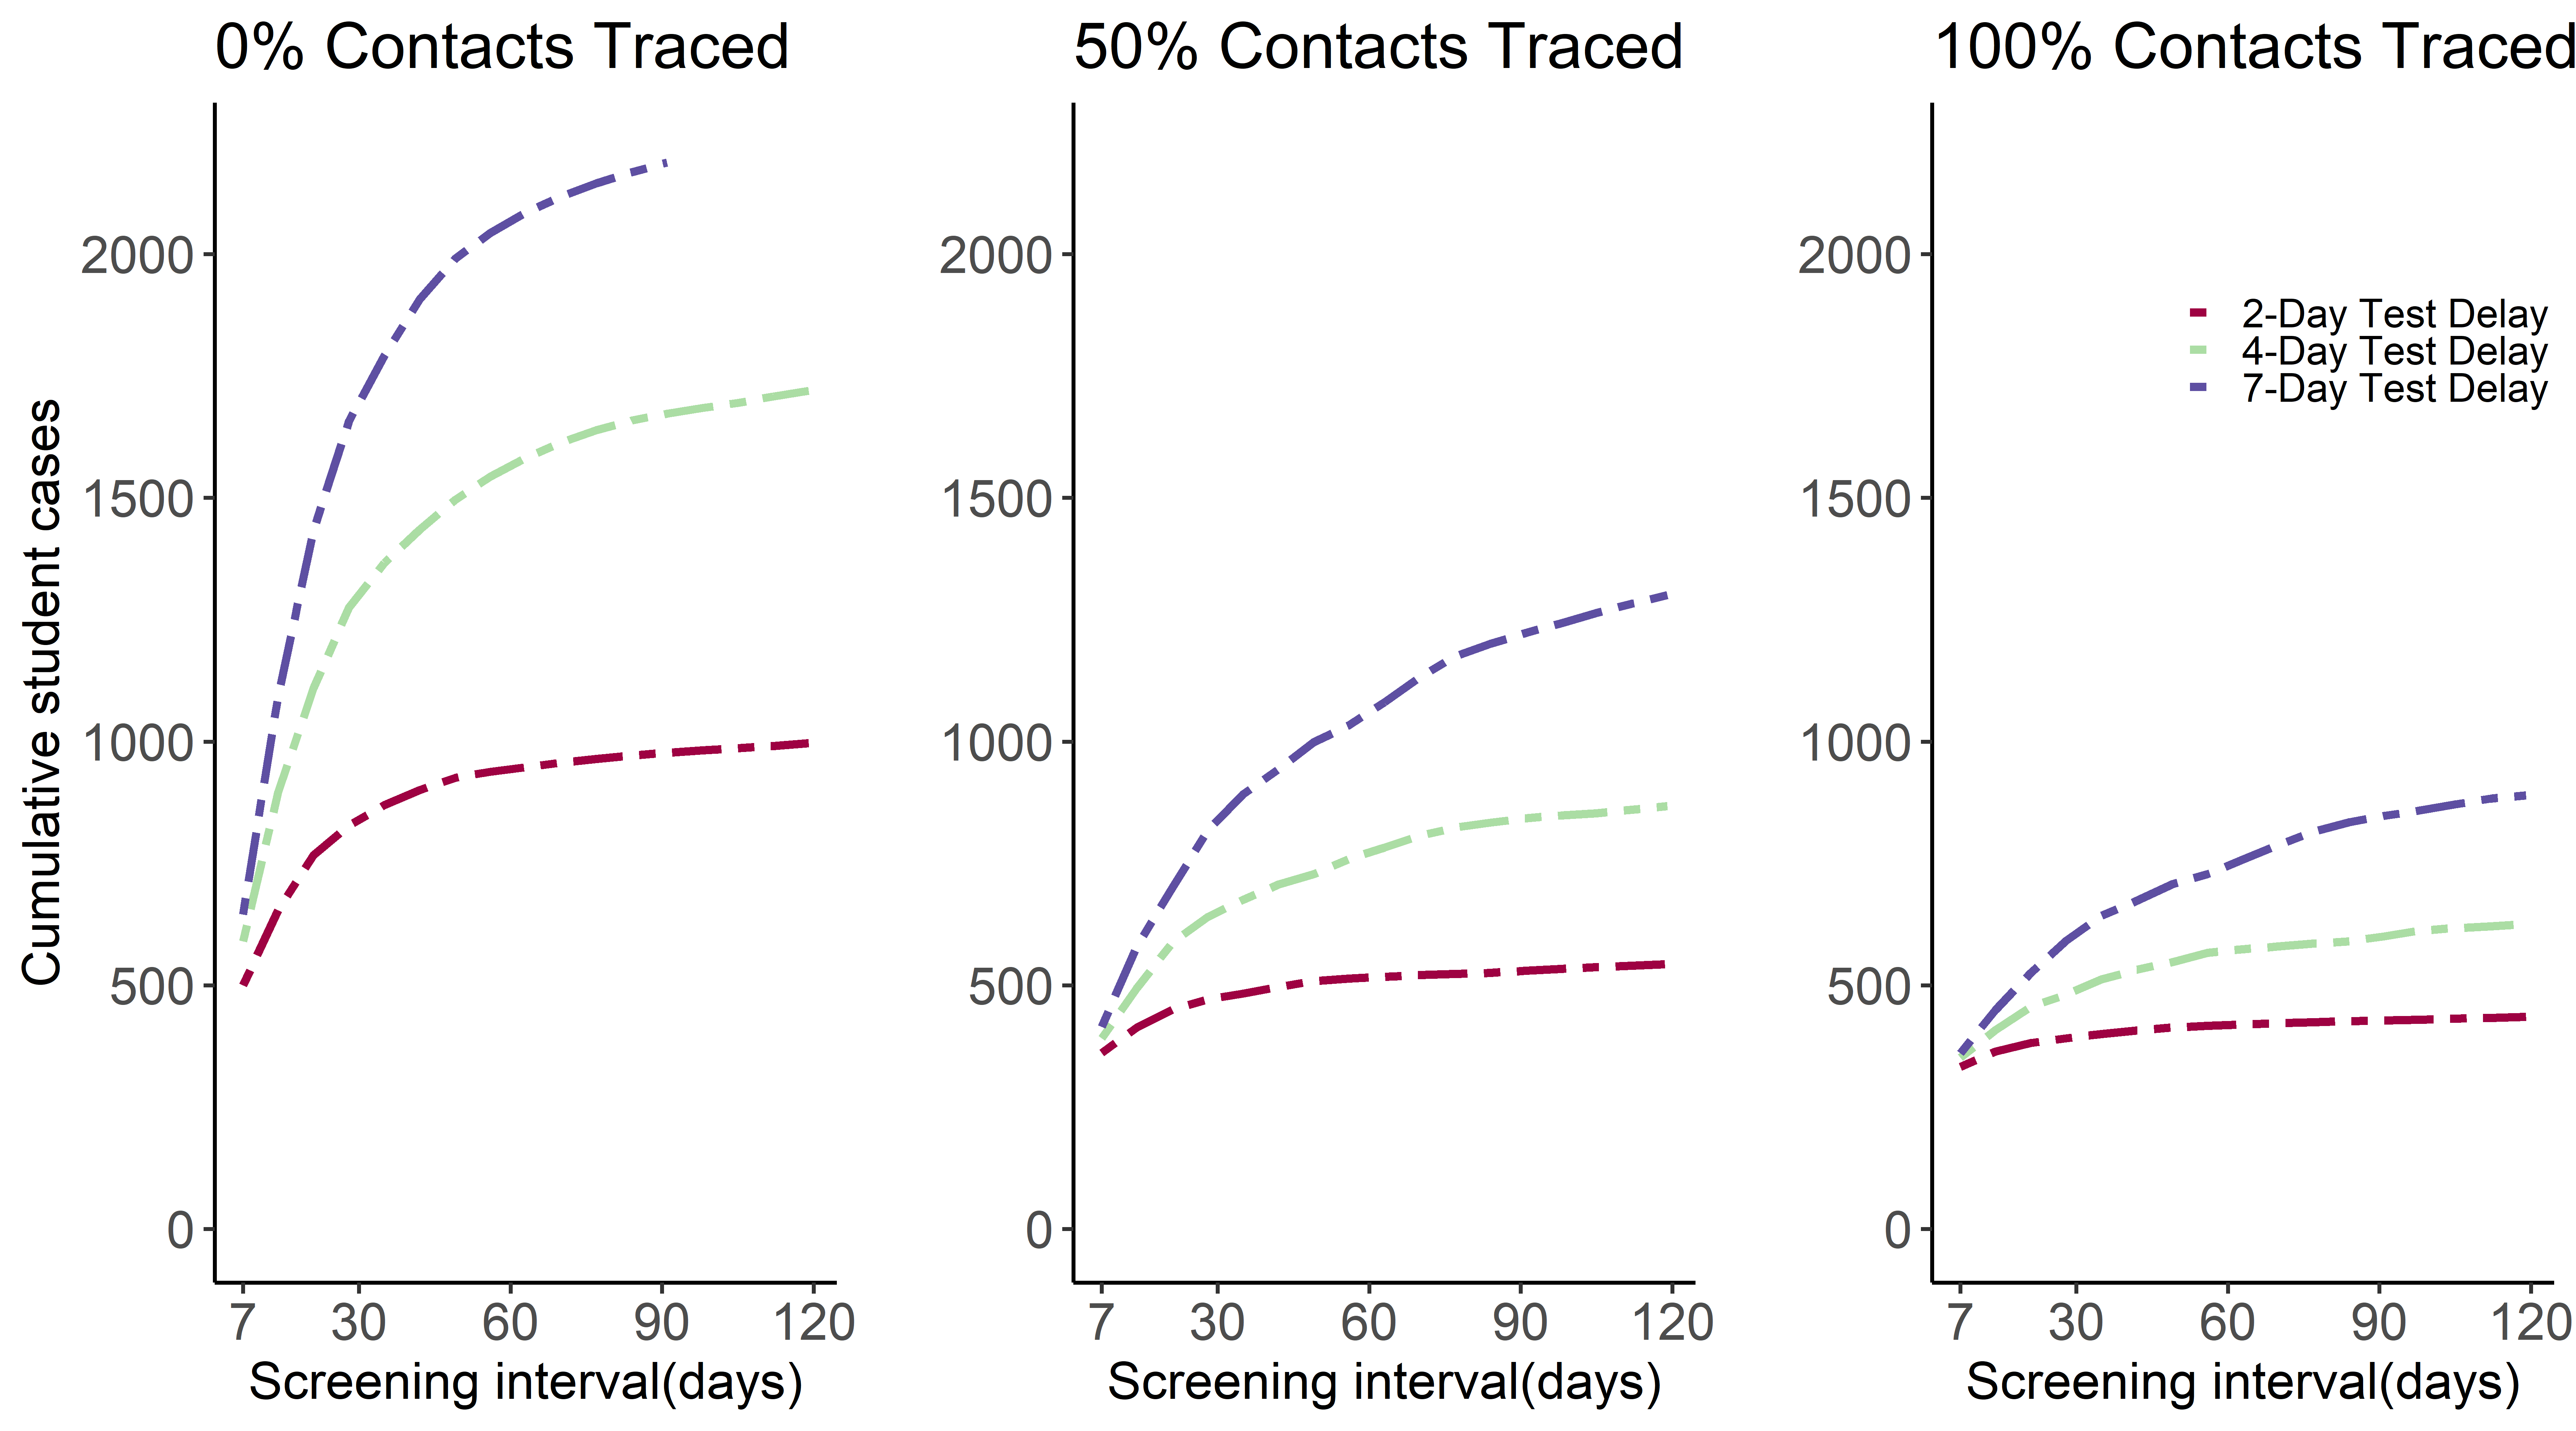 0% Contacts Traced
50% Contacts Traced
100% Contacts Traced
Cumulative student cases
2000
1500
1000
500
0
7 30 60 90 120
Screening interval(days)
2000
1500
1000
500
0
7 30 60 90 120
Screening interval(days)
2000
1500
1000
500
0
2-Day Test Delay
4-Day Test Delay
7-Day Test Delay
7 30 60 90 120
Screening interval(days)